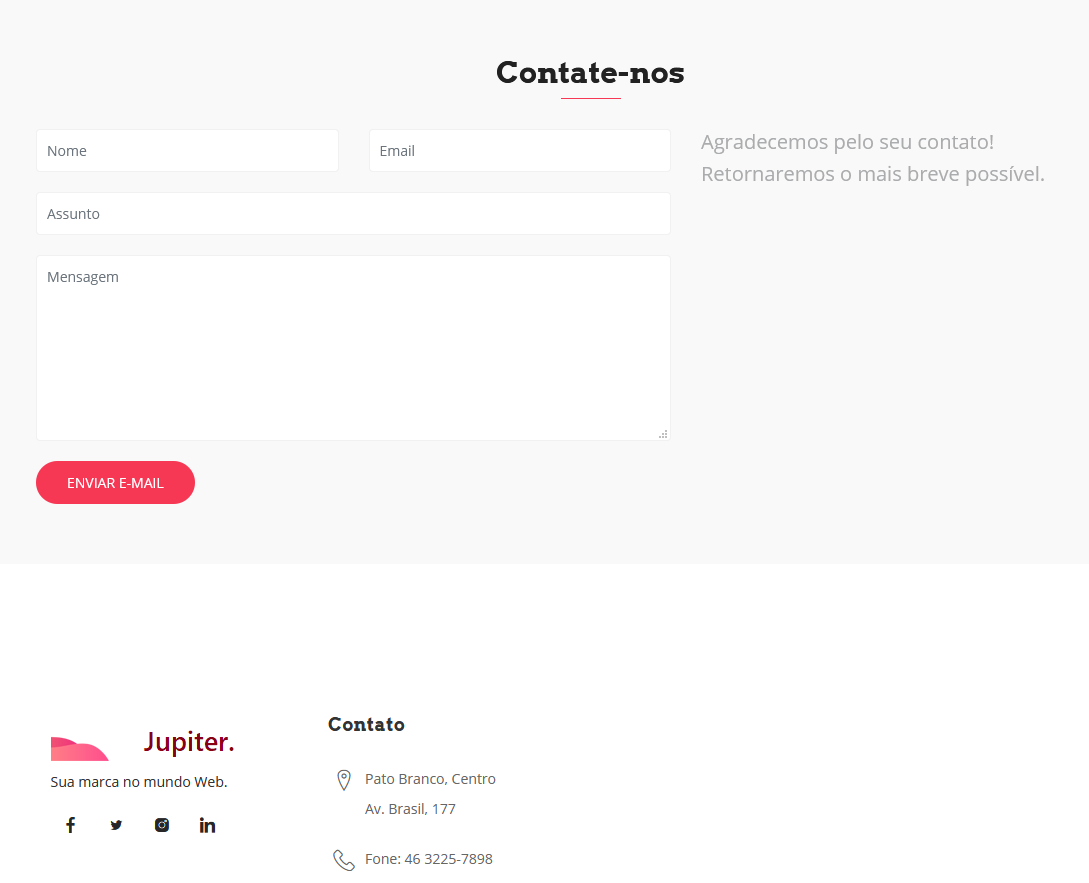 Contate-nos
Nome
Email
Agradecemos pelo seu contato!
Retornaremos o mais breve possível.
Assunto
Mensagem
ENVIAR E-MAIL
Jupiter.
Sua marca no mundo Web.
Contato
Pato Branco, Centro
Av. Brasil, 177
Fone: 46 3225-7898